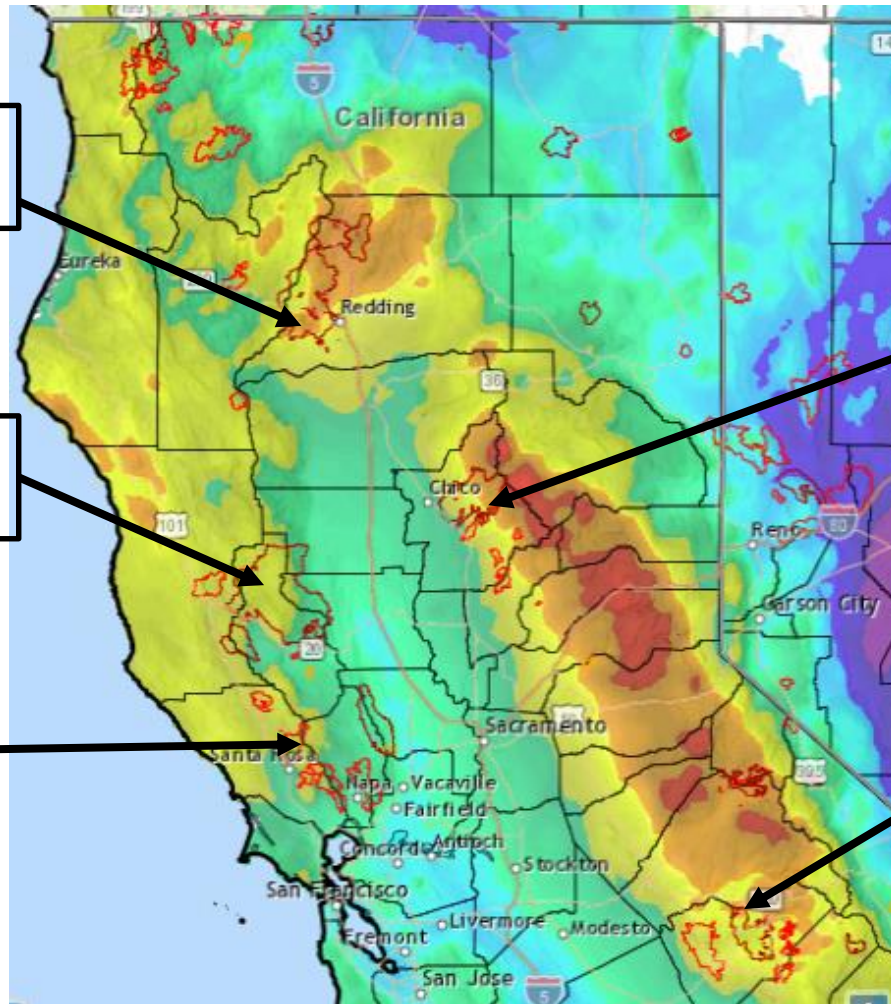 5
California
Eureka
Redding
36
Chico
101
Reno
80
Carson City
20
Sacramento
Santa Rosa
395
Napa
Vacaville
Fairfield
Concord
Antioch
Stockton
San Francisco
Livermore
Modesto
Fremont
San Jose
5